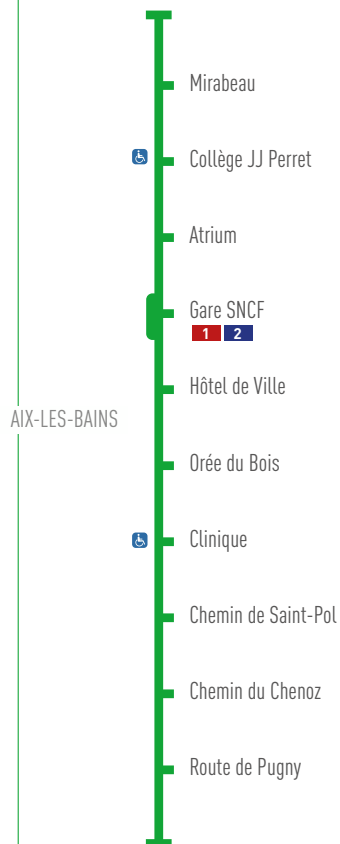 Mirabeau
Collège JJ Perret
Atrium
Gare SNCF
1 2
Hôtel de Ville
AIX-LES-BAINS
Orée du Bois
Clinique
Chemin de Saint-Pol
Chemin du Chenoz
Route de Pugny